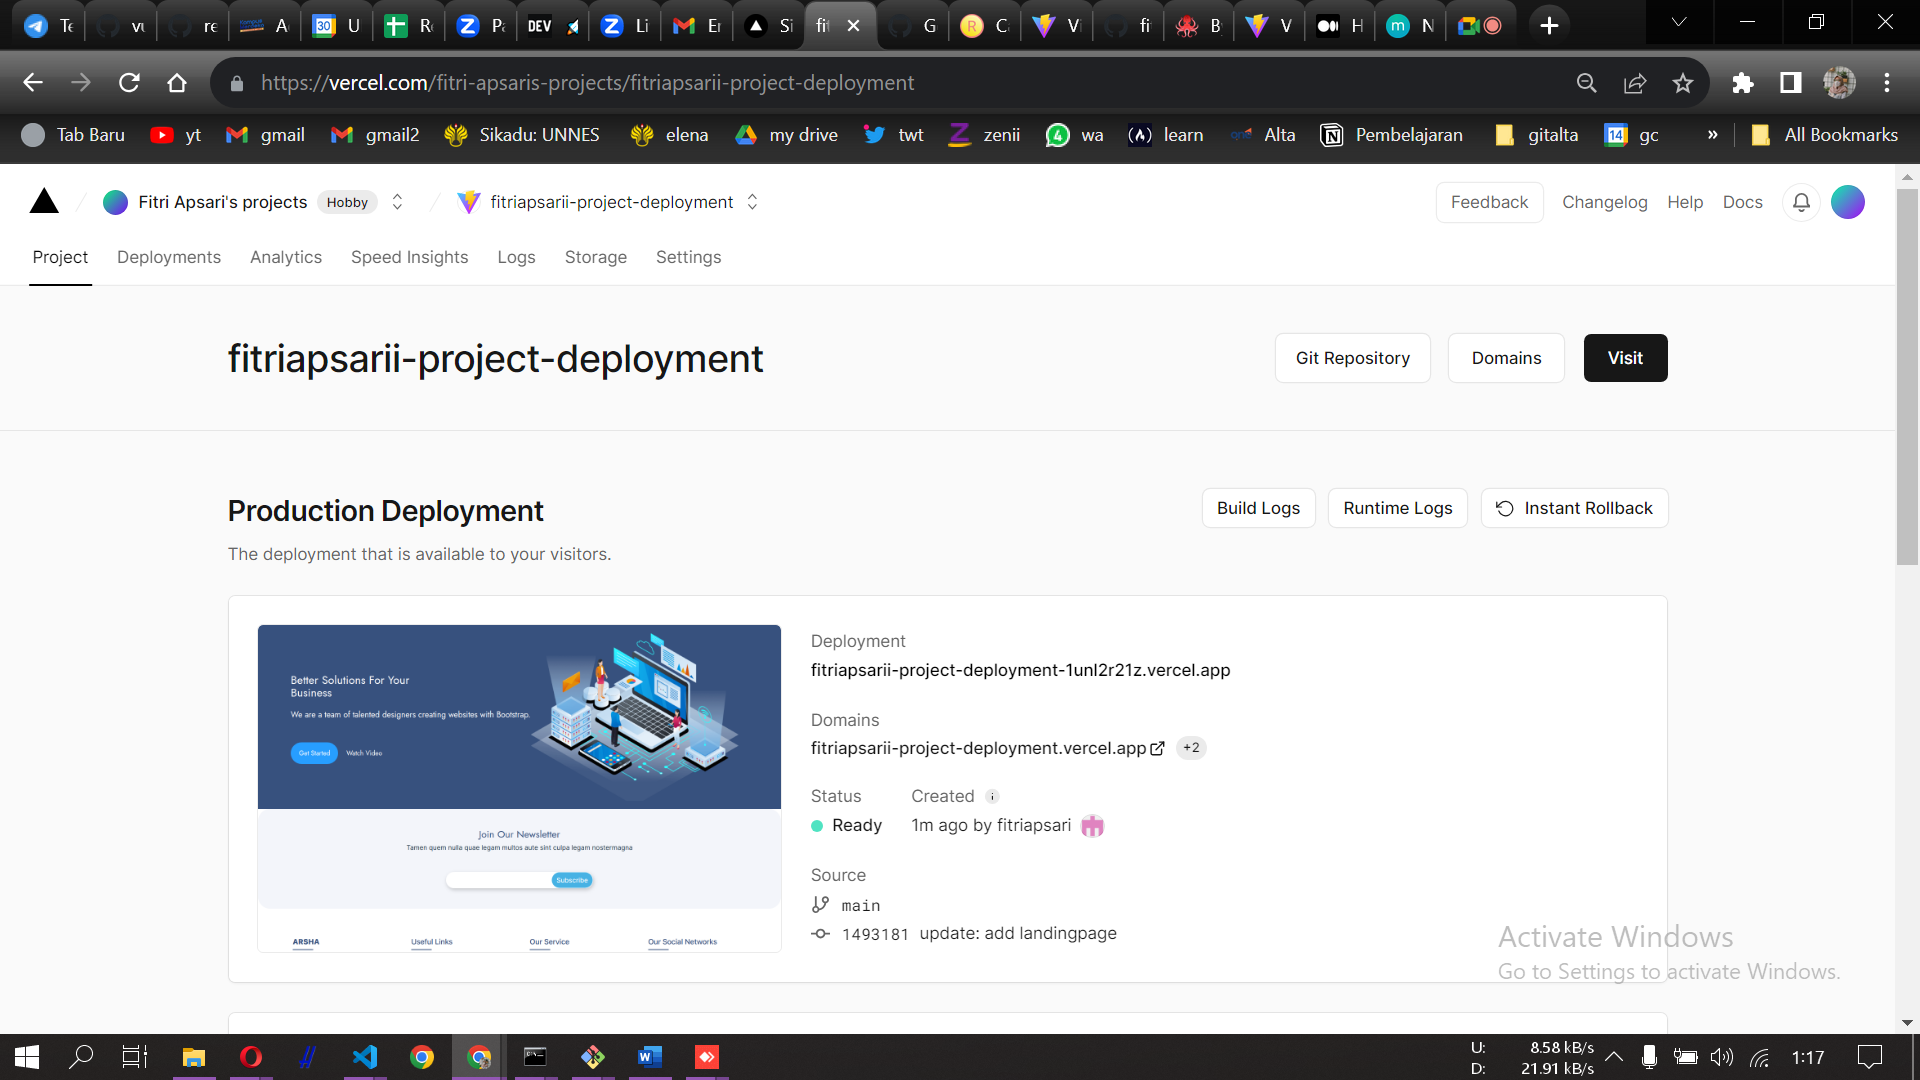 Te
vu
re
A
30
U
R
Pa
DEV
Li
Er
Si
fit
G
R
C
Vi
fi
B
V
H
m
N
https://vercel.com/fitri-apsaris-projects/fitriapsarii-project-deployment
Tab Baru
yt
gmail
gmail2
Sikadu: UNNES
elena
my drive
twt
zenii
4
wa
learn
Alta
Pembelajaran
gitalta
14
gc
»
All Bookmarks
Fitri Apsari's projects
Hobby
fitriapsarii-project-deployment
Feedback
Changelog
Help
Docs
Project
Deployments
Analytics
Speed Insights
Logs
Storage
Settings
fitriapsarii-project-deployment
Git Repository
Domains
Visit
Production Deployment
Build Logs
Runtime Logs
Instant Rollback
The deployment that is available to your visitors.
Better Solutions For Your
Business
We are a team of talented designers creating websites with Bootstrap.
Get Started
Watch Video
Join Our Newsletter
Tamen quem nulla quae legam multos aute sint culpa legam nostermagna
Subscribe
ARSHA
Useful Links
Our Service
Our Social Networks
Deployment
fitriapsarii-project-deployment-1unl2r21z.vercel.app
Domains
fitriapsarii-project-deployment.vercel.app
+2
Status
Created
Ready
1m ago by fitriapsari
Source
main
1493181 update: add landingpage
Activate Windows
Go to Settings to activate Windows.
U: 8.58 kB/s
D: 21.91 kB/s
1:17